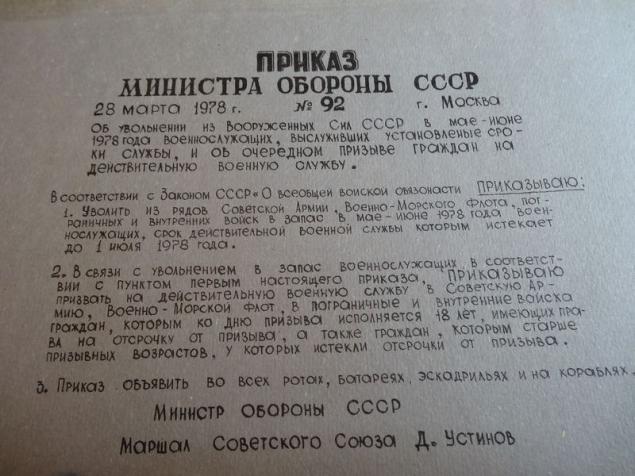 ПРИКАЗ
МИНИСТРА ОБОРОНЫ СССР
28 МАРТА 1978 г. № 92 г. МОСКВА
ОБ УВОЛЬНЕНИИ ИЗ ВООРУЖЕННЫХ СИЛ СССР В МАЕ-ИЮНЕ
1978 ГОДА ВОЕННОСЛУЖАЩИХ, ВЫСЛУЖИВШИХ УСТАНОВЛЕНЫЕ СРО-
КИ СЛУЖБЫ, И ОБ ОЧЕРЕДНОМ ПРИЗЫВЕ ГРАЖДАН НА
ДЕЙСТВИТЕЛЬНУЮ ВОЕННУЮ СЛУЖБУ.
В СООТВЕТСТВИИ С ЗАКОНОМ СССР «О ВСЕОБЩЕЙ ВОИСКОЙ ОБЯЗОНАСТИ ПРИКАЗЫВАЮ:
1. УВОЛИТЬ ИЗ РЯДОВ СОВЕТСКОЙ АРМИИ, ВОЕННО-МОРСКОГО ФЛОТА, ПОГ-
РАНИЧНЫХ И ВНУТРЕННИХ ВОЙСК В ЗАПАС В МАЕ-ИЮНЕ 1978 ГОДА ВОЕН-
НОСЛУЖАЩИХ, СРОК ДЕЙСТВИТЕЛЬНОЙ ВОЕННОЙ СЛУЖБЫ КОТОРЫМ ИСТЕКАЕТ
ДО 1 ИЮЛЯ 1978 ГОДА.
2. В СВЯЗИ С УВОЛЬНЕНИЕМ В ЗАПАС ВОЕННОСЛУЖАЩИХ, В СООТВЕТСТ-
ВИИ С ПУНКТОМ ПЕРВЫМ НАСТОЯЩЕГО ПРИКАЗА, ПРИКАЗЫВАЮ
ПРИЗВАТЬ НА ДЕЙСТВИТЕЛЬНУЮ ВОЕННУЮ СЛУЖБУ В СОВЕТСКУЮ АР-
МИЮ, ВОЕННО-МОРСКОЙ ФЛОТ, В ПОГРАНИЧНЫЕ И ВНУТРЕНИЕ ВОЙСКА
ГРАЖДАН, КОТОРЫМ КО ДНЮ ПРИЗЫВА ИСПОЛНЯЕТСЯ 18 ЛЕТ, ИМЕЮЩИХ ПРА-
ВА НА ОТСРОЧКУ ОТ ПРИЗЫВА, А ТАКЖЕ ГРАЖДАН, КОТОРЫМ СТАРШЕ
ПРИЗЫВНЫХ ВОЗРАСТОВ, У КОТОРЫХ ИСТЕКЛИ ОТСРОЧКИ ОТ ПРИЗЫВА.
3. ПРИКАЗ ОБЪЯВИТЬ ВО ВСЕХ РОТАХ, БАТАРЕЯХ, ЭСКАДРИЛЬЯХ И НА КОРАБЛЯХ.
МИНИСТР ОБОРОНЫ СССР
МАРШАЛ СОВЕТСКОГО СОЮЗА Д. УСТИНОВ